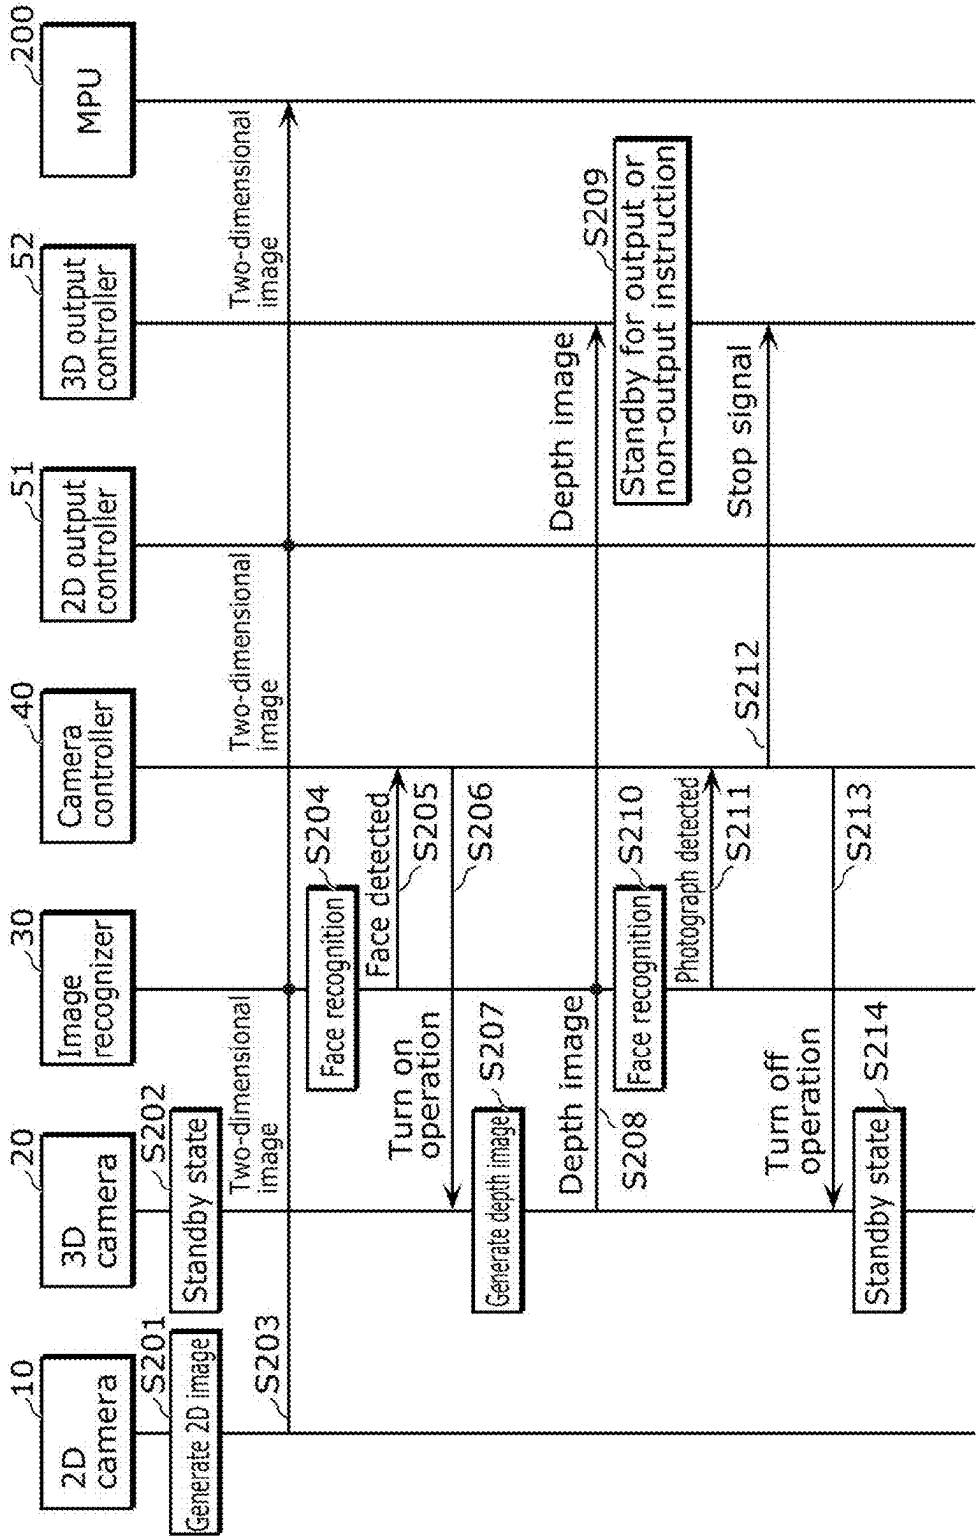 10
2D
camera
20
3D
camera
30
Image
recognizer
40
Camera
controller
51
2D output
controller
52
3D output
controller
200
MPU
S201
Generate 2D image
S202
Standby state
S203
Two-dimensional
image
Two-dimensional
image
Two-dimensional
image
S204
Face recognition
Face detected
S205
Turn on
operation
S206
S207
Generate depth image
Depth image
S208
Depth image
S209
Standby for output or
non-output instruction
S210
Face recognition
Photograph detected
S211
Stop signal
S212
Turn off
operation
S213
S214
Standby state